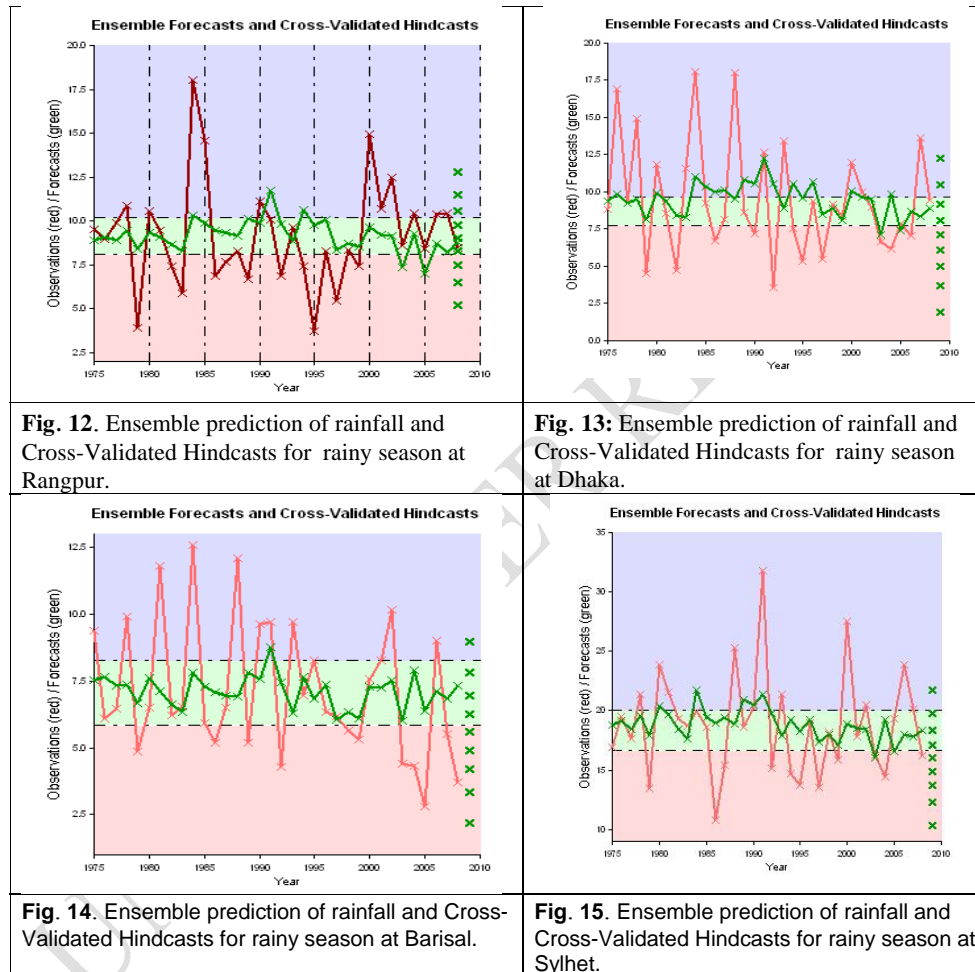 Ensemble Forecasts and Cross-Validated Hindcasts
Observations (red) / Forecasts (green)
20.0
17.5
15.0
12.5
10.0
7.5
5.0
2.5
1975
1980
1985
1990
1995
2000
2005
2010
Year
Fig. 12. Ensemble prediction of rainfall and
Cross-Validated Hindcasts for rainy season at
Rangpur.
Ensemble Forecasts and Cross-Validated Hindcasts
Observations (red) / Forecasts (green)
20.0
17.5
15.0
12.5
10.0
7.5
5.0
2.5
0.0
1975
1980
1985
1990
1995
2000
2005
2010
Year
Fig. 13: Ensemble prediction of rainfall and
Cross-Validated Hindcasts for rainy season
at Dhaka.
Ensemble Forecasts and Cross-Validated Hindcasts
Observations (red) / Forecasts (green)
12.5
10.0
7.5
5.0
2.5
1975
1980
1985
1990
1995
2000
2005
2010
Year
Fig. 14. Ensemble prediction of rainfall and Cross-
Validated Hindcasts for rainy season at Barisal.
Ensemble Forecasts and Cross-Validated Hindcasts
Observations (red) / Forecasts (green)
35
30
25
20
15
10
1975
1980
1985
1990
1995
2000
2005
2010
Year
Fig. 15. Ensemble prediction of rainfall and
Cross-Validated Hindcasts for rainy season at
Sylhet.